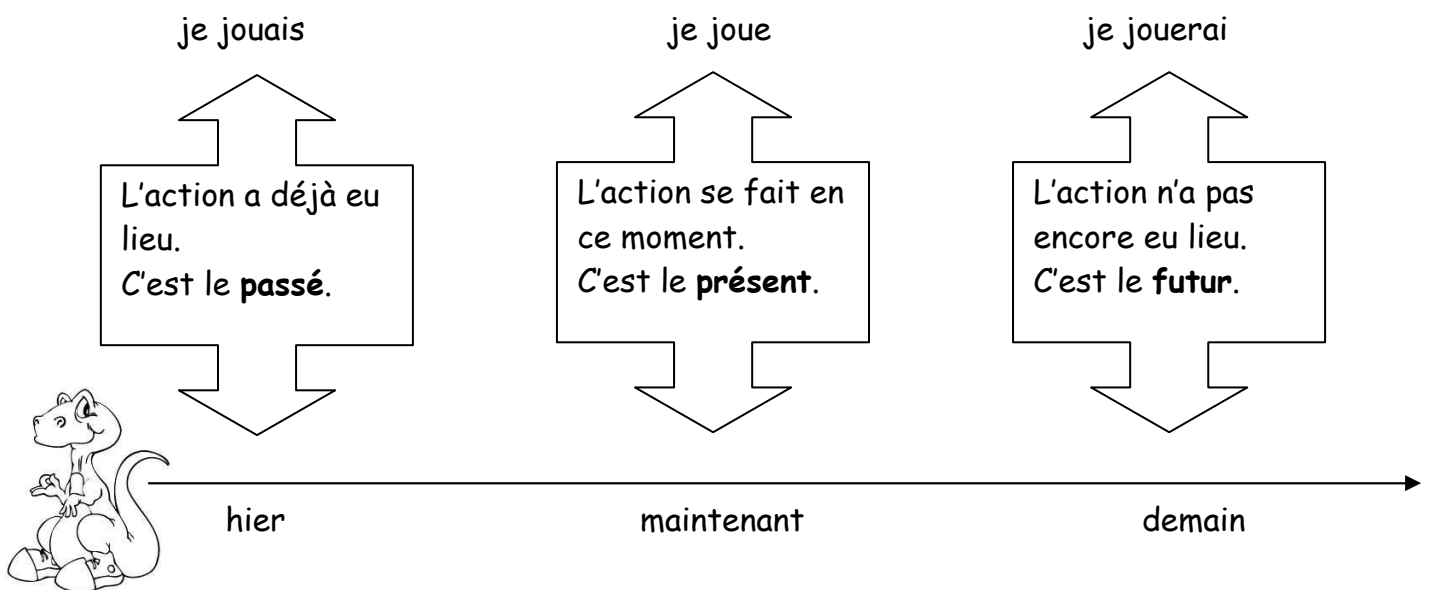 je jouais
je joue
je jouerai
L'action a déjà eu
lieu.
C'est le passé.
L'action se fait en
ce moment.
C'est le présent.
L'action n'a pas
encore eu lieu.
C'est le futur.
hier
maintenant
demain